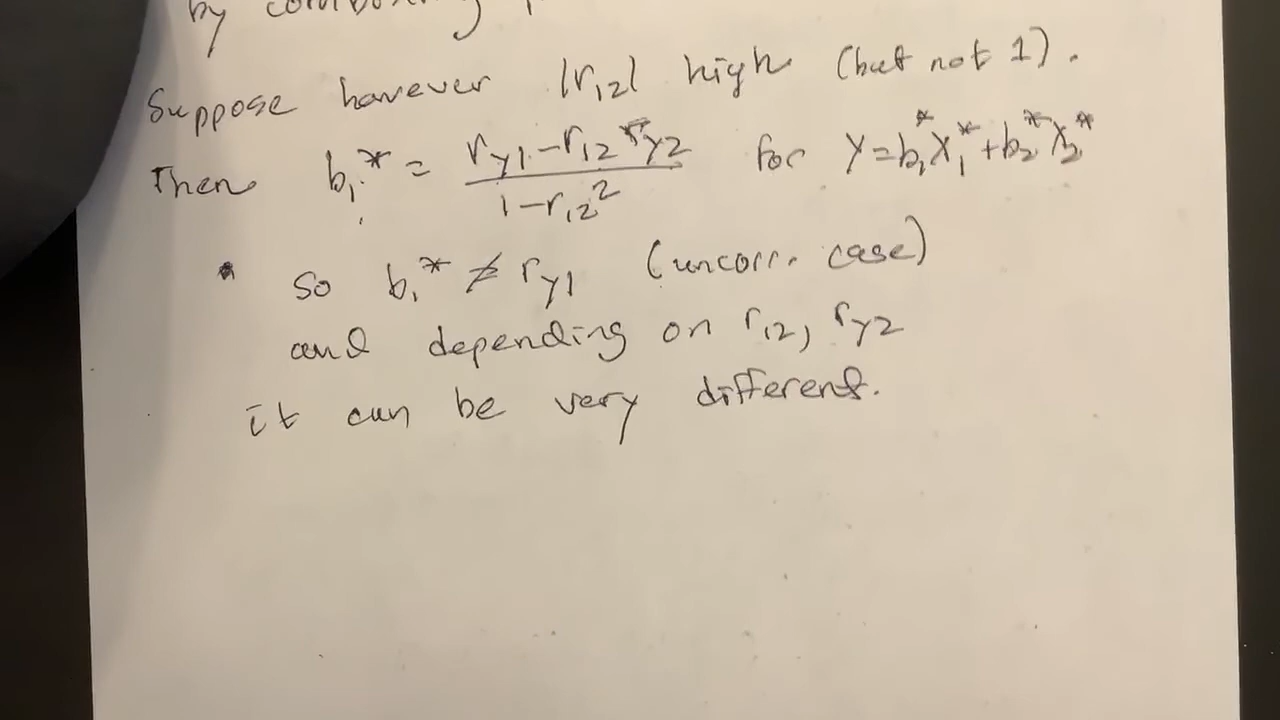 by
Suppose however |r12| high (but not 1).
Then b1* = ry1 - r12 ry2 / 1 - r12² for Y = b1* X1* + b2* X2*
• So b1* ≠ ry1 (uncorr. case)
and depending on r12, ry2
it can be very different.